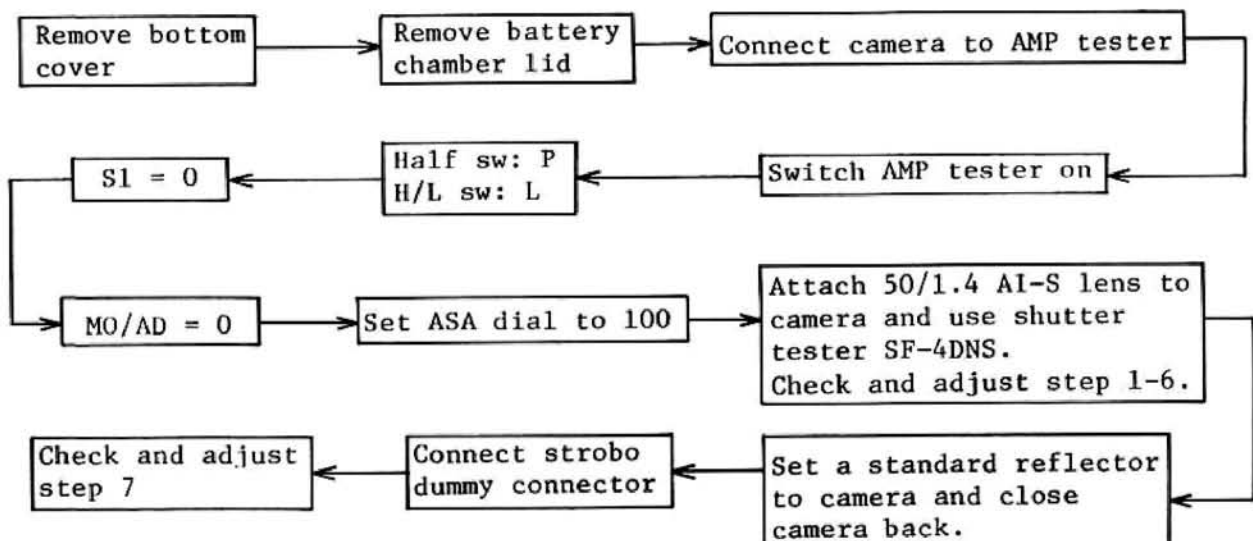 Remove bottom
cover
Remove battery
chamber lid
Connect camera to AMP tester
Switch AMP tester on
Half sw: P
H/L sw: L
S1 = 0
MO/AD = 0
Set ASA dial to 100
Attach 50/1.4 AI-S lens to
camera and use shutter
tester SF-4DNS.
Check and adjust step 1-6.
Set a standard reflector
to camera and close
camera back.
Connect strobo
dummy connector
Check and adjust
step 7